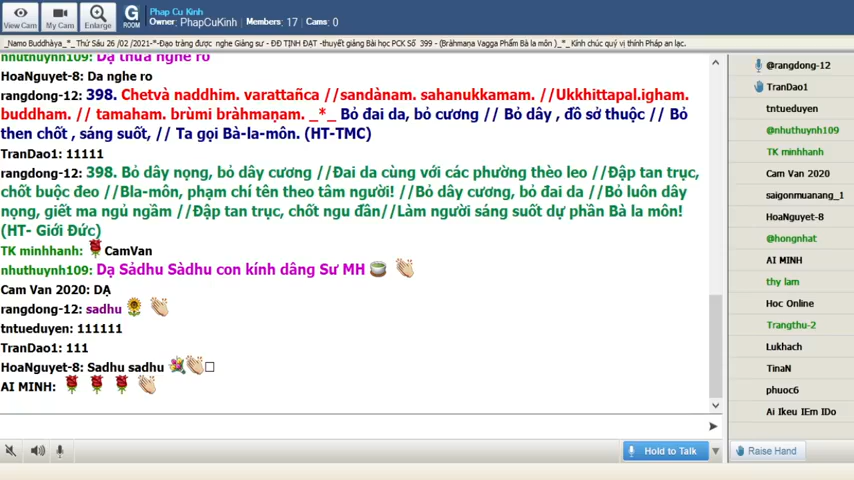 View Cam
My Cam
Enlarge
G
ROOM
Phap Cu Kinh
Owner: PhapCuKinh , Members: 17 , Cams: 0
_Namo Buddhàya_*_ Thứ Sáu 26 /02 /2021-*-Đạo tràng được nghe Giảng sư - ĐĐ TỊNH ĐẠT -thuyết giảng Bài học PCK Số 399 - (Bràhmaṇa Vagga Phẩm Bà la môn )_*_ Kính chúc quý vị thính Pháp an lạc.
nhuthuynh109: Dạ thưa nghe rõ
HoaNguyet-8: Da nghe ro
rangdong-12: 398. Chetvà naddhim. varattañca //sandànam. sahanukkamam. //Ukkhittapal.igham.
buddham. // tamaham. brùmi bràhmaṇam. _*_ Bỏ đai da, bỏ cương // Bỏ dây , đồ sở thuộc // Bỏ
then chốt , sáng suốt, // Ta gọi Bà-la-môn. (HT-TMC)
TranDao1: 11111
rangdong-12: 398. Bỏ dây nọng, bỏ dây cương //Đai da cùng với các phường thèo leo //Đập tan trục,
chốt buộc đeo //Bla-môn, phạm chí tên theo tâm người! //Bỏ dây cương, bỏ đai da //Bỏ luôn dây
nọng, giết ma ngủ ngầm //Đập tan trục, chốt ngu đần//Làm người sáng suốt dự phần Bà la môn!
(HT- Giới Đức)
TK minhhanh: CamVan
nhuthuynh109: Dạ Sảdhu Sàdhu con kính dâng Sư MH
Cam Van 2020: DẠ
rangdong-12: sadhu
tntueduyen: 111111
TranDao1: 111
HoaNguyet-8: Sadhu sadhu
AI MINH:
Hold to Talk
Raise Hand
@rangdong-12
TranDao1
tntueduyen
@nhuthuynh109
TK minhhanh
Cam Van 2020
saigonmuanang_1
HoaNguyet-8
@hongnhat
AI MINH
thy lam
Hoc Online
Trangthu-2
Lukhach
TinaN
phuoc6
Ai Ikeu IEm IDo